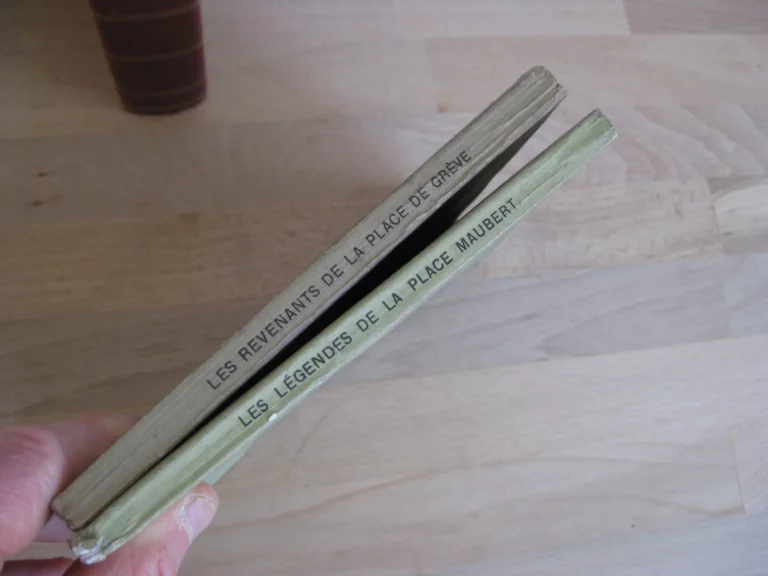 LES REVENANTS DE LA PLACE DE GRÈVE
LES LÉGENDES DE LA PLACE MAUBERT